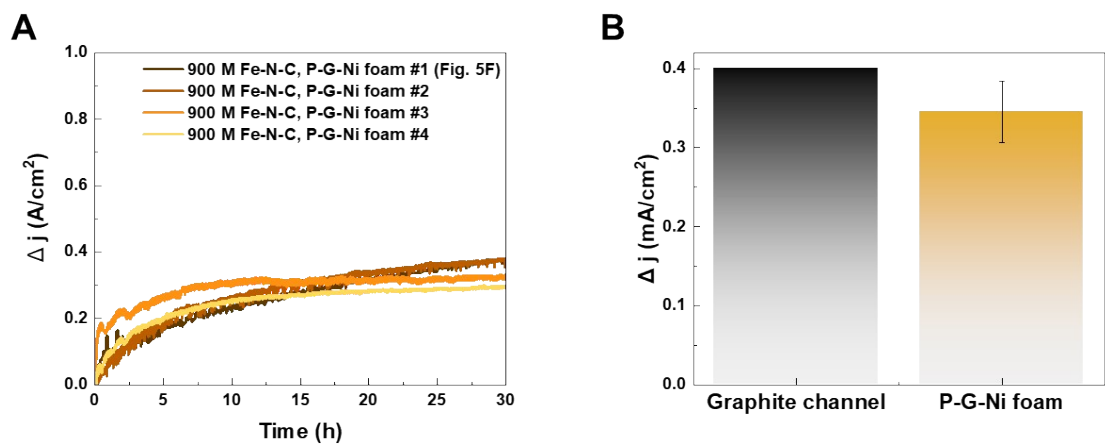 A
Δ j (A/cm²)
1.0
0.8
0.6
0.4
0.2
0.0
900 M Fe-N-C, P-G-Ni foam #1 (Fig. 5F)
900 M Fe-N-C, P-G-Ni foam #2
900 M Fe-N-C, P-G-Ni foam #3
900 M Fe-N-C, P-G-Ni foam #4
0 5 10 15 20 25 30
Time (h)
B
Δ j (mA/cm²)
0.4
0.3
0.2
0.1
0.0
Graphite channel P-G-Ni foam